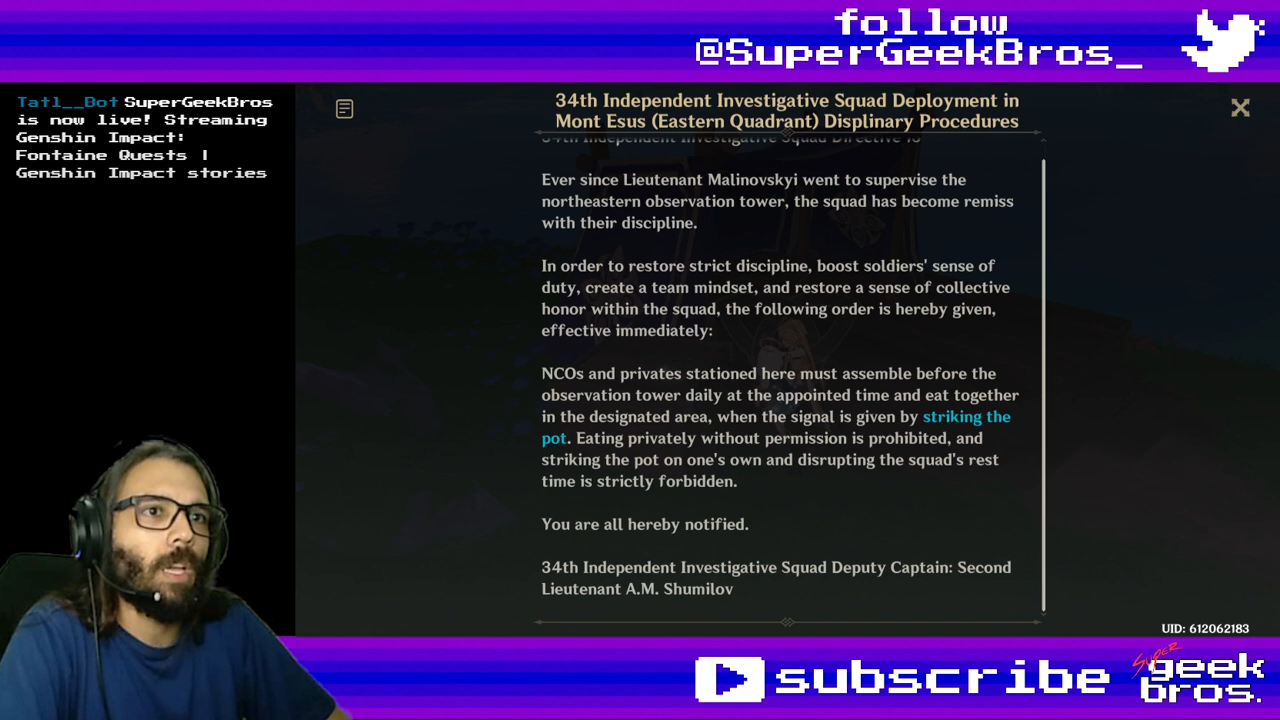 follow
@SuperGeekBros_
Tatl__Bot SuperGeekBros
is now live! Streaming
Genshin Impact:
Fontaine Quests |
Genshin Impact stories
34th Independent Investigative Squad Deployment in
Mont Esus (Eastern Quadrant) Displinary Procedures
34th Independent Investigative Squad Directive 13
Ever since Lieutenant Malinovskyi went to supervise the
northeastern observation tower, the squad has become remiss
with their discipline.
In order to restore strict discipline, boost soldiers' sense of
duty, create a team mindset, and restore a sense of collective
honor within the squad, the following order is hereby given,
effective immediately:
NCOs and privates stationed here must assemble before the
observation tower daily at the appointed time and eat together
in the designated area, when the signal is given by striking the
pot. Eating privately without permission is prohibited, and
striking the pot on one's own and disrupting the squad's rest
time is strictly forbidden.
You are all hereby notified.
34th Independent Investigative Squad Deputy Captain: Second
Lieutenant A.M. Shumilov
UID: 612062183
subscribe
SUPER
geek
bros.